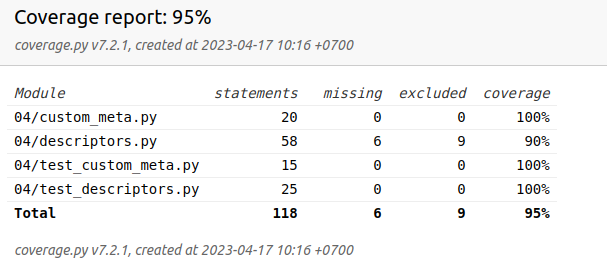 Coverage report: 95%
coverage.py v7.2.1, created at 2023-04-17 10:16 +0700
Module statements missing excluded coverage
04/custom_meta.py 20 0 0 100%
04/descriptors.py 58 6 9 90%
04/test_custom_meta.py 15 0 0 100%
04/test_descriptors.py 25 0 0 100%
Total 118 6 9 95%
coverage.py v7.2.1, created at 2023-04-17 10:16 +0700